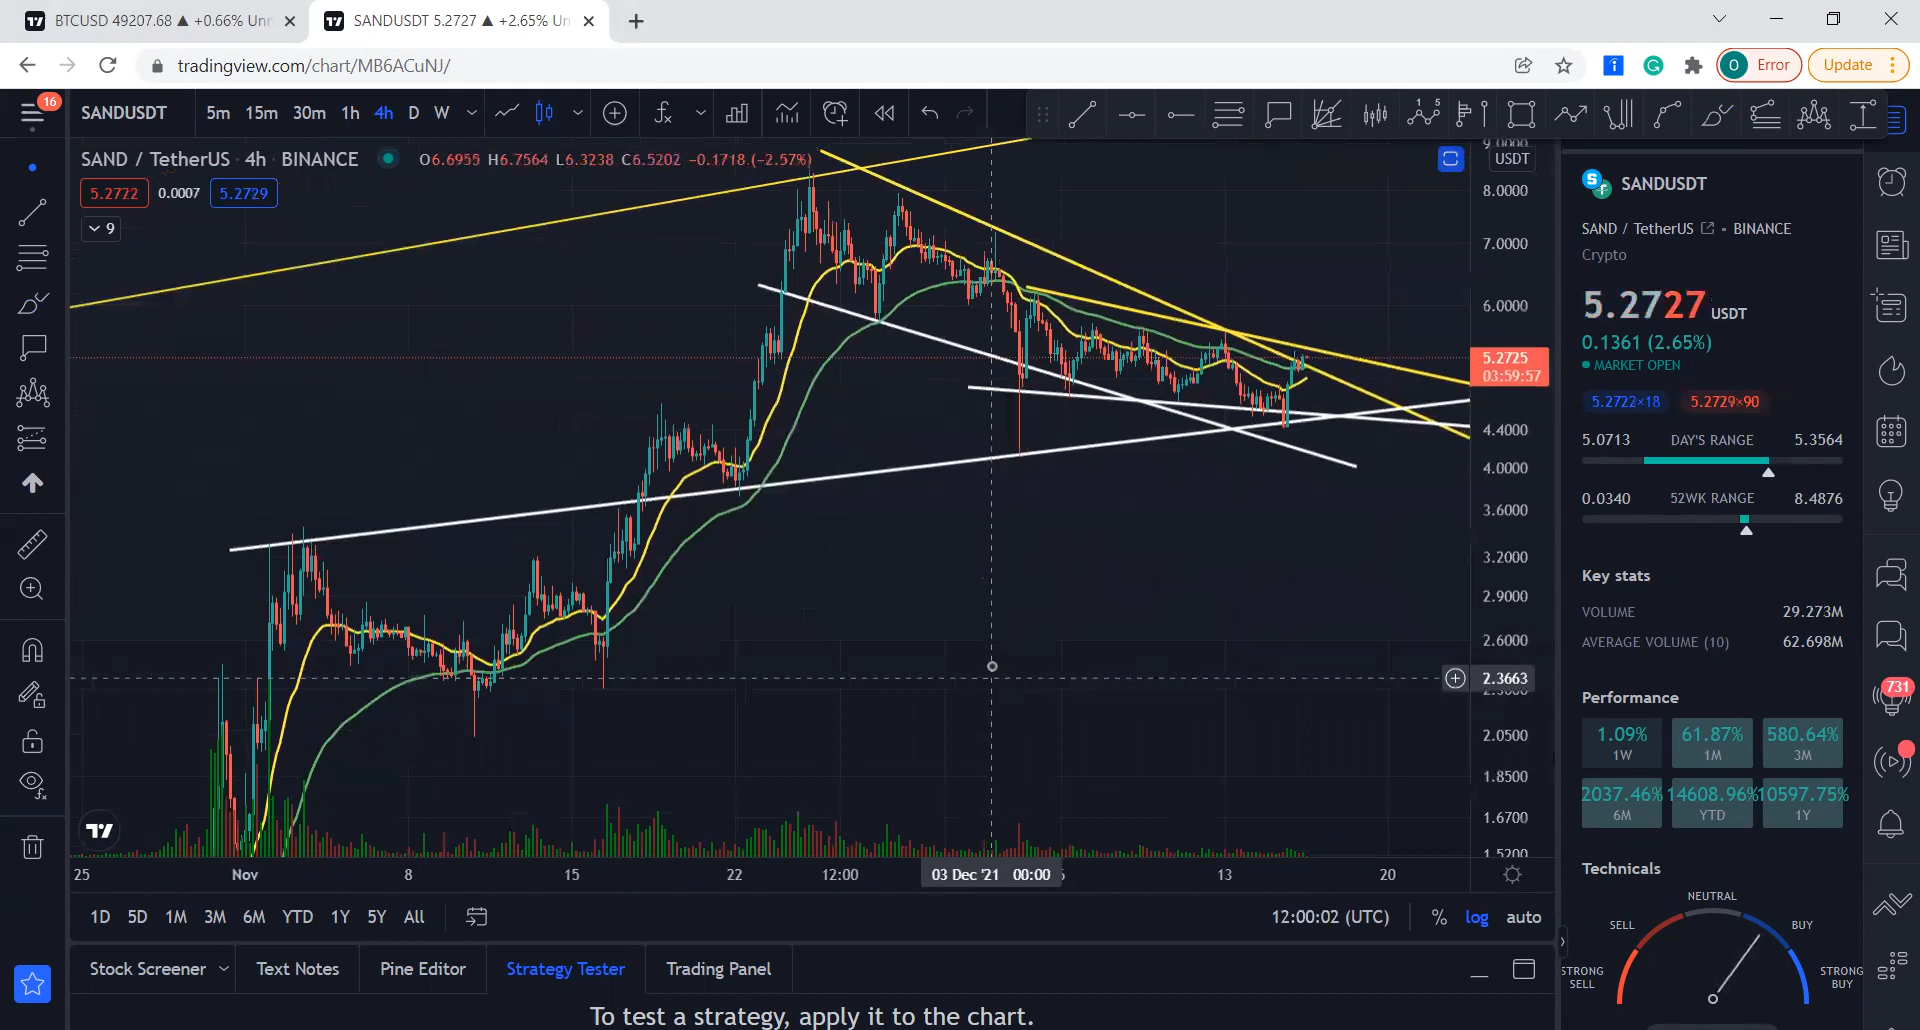 BTCUSD 49207.68 ▲ +0.66% Unn
SANDUSDT 5.2727 ▲ +2.65% Un
tradingview.com/chart/MB6ACuNJ/
O Error
Update
16
SANDUSDT 5m 15m 30m 1h 4h D W
SAND / TetherUS · 4h · BINANCE O6.6955 H6.7564 L6.3238 C6.5202 −0.1718 (−2.57%)
5.2722 0.0007 5.2729
9
USDT
9.0000
8.0000
7.0000
6.0000
5.2725
03:59:57
4.4000
4.0000
3.6000
3.2000
2.9000
2.6000
2.3663
2.0500
1.8500
1.6700
1.5200
25 Nov 8 15 22 12:00 03 Dec '21 00:00 13 20
1D 5D 1M 3M 6M YTD 1Y 5Y All
12:00:02 (UTC) % log auto
Stock Screener Text Notes Pine Editor Strategy Tester Trading Panel
To test a strategy, apply it to the chart.
SANDUSDT
SAND / TetherUS • BINANCE
Crypto
5.2727 USDT
0.1361 (2.65%)
MARKET OPEN
5.2722×18 5.2729×90
5.0713 DAY'S RANGE 5.3564
0.0340 52WK RANGE 8.4876
Key stats
VOLUME 29.273M
AVERAGE VOLUME (10) 62.698M
Performance
1.09% 61.87% 580.64%
1W 1M 3M
2037.46% 14608.96% 10597.75%
6M YTD 1Y
Technicals
NEUTRAL
SELL BUY
STRONG SELL STRONG BUY
731